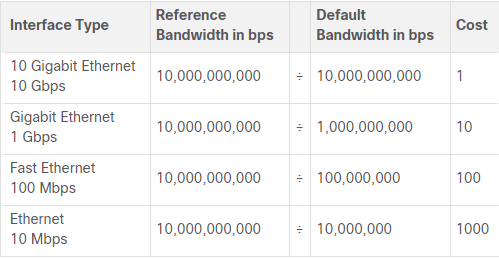 Interface Type Reference Bandwidth in bps Default Bandwidth in bps Cost
10 Gigabit Ethernet
10 Gbps 10,000,000,000 ÷ 10,000,000,000 1
Gigabit Ethernet
1 Gbps 10,000,000,000 ÷ 1,000,000,000 10
Fast Ethernet
100 Mbps 10,000,000,000 ÷ 100,000,000 100
Ethernet
10 Mbps 10,000,000,000 ÷ 10,000,000 1000